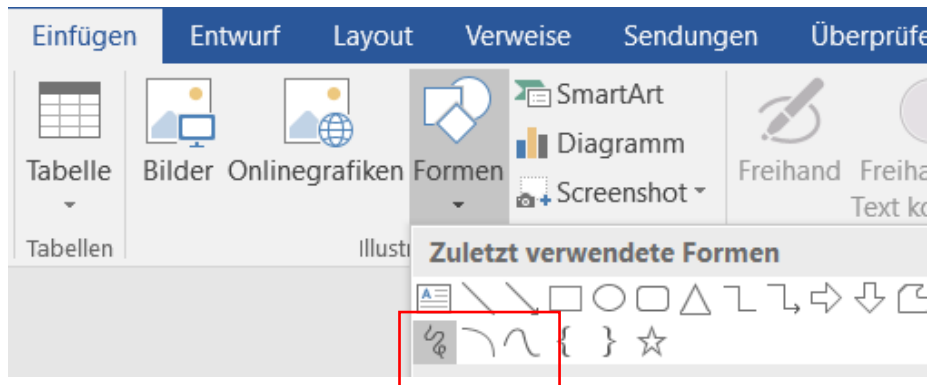 Einfügen Entwurf Layout Verweise Sendungen Überprüfe
SmartArt
Diagramm
Tabelle Bilder Onlinegrafiken Formen Screenshot Freihand Freiha
Text ko
Tabellen Illustr
Zuletzt verwendete Formen